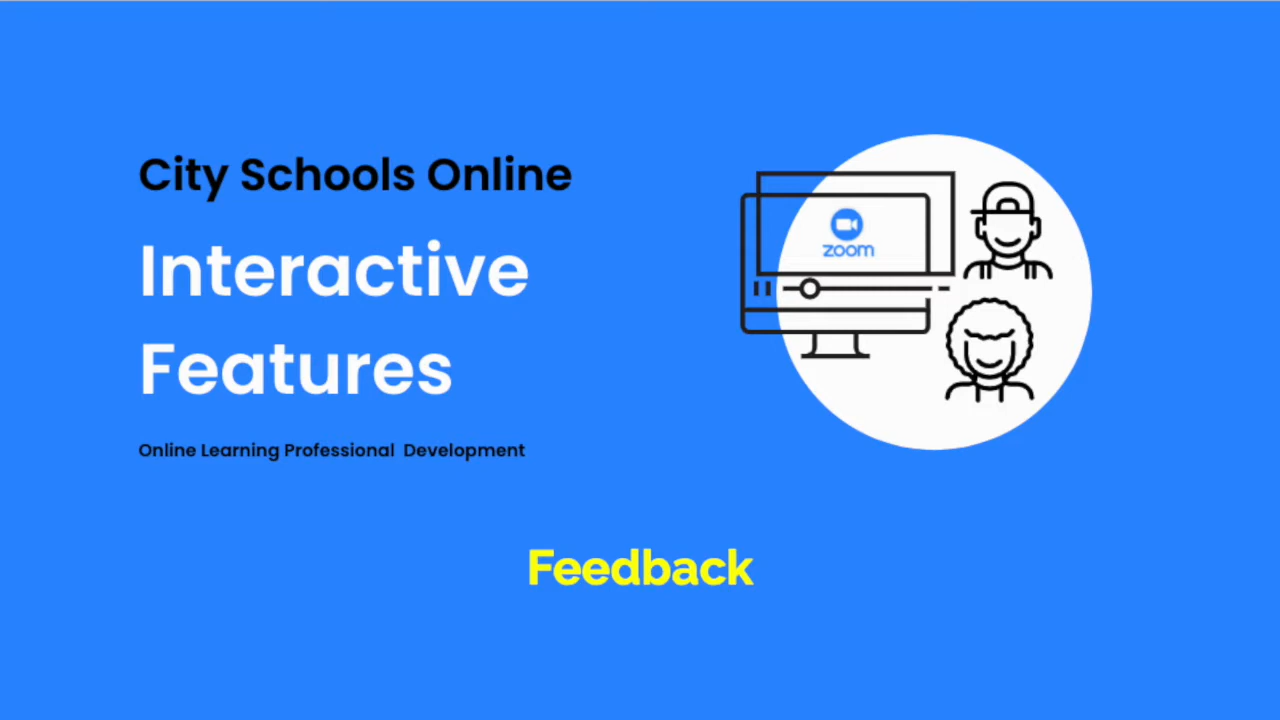 City Schools Online
Interactive
Features
Online Learning Professional Development
zoom
Feedback